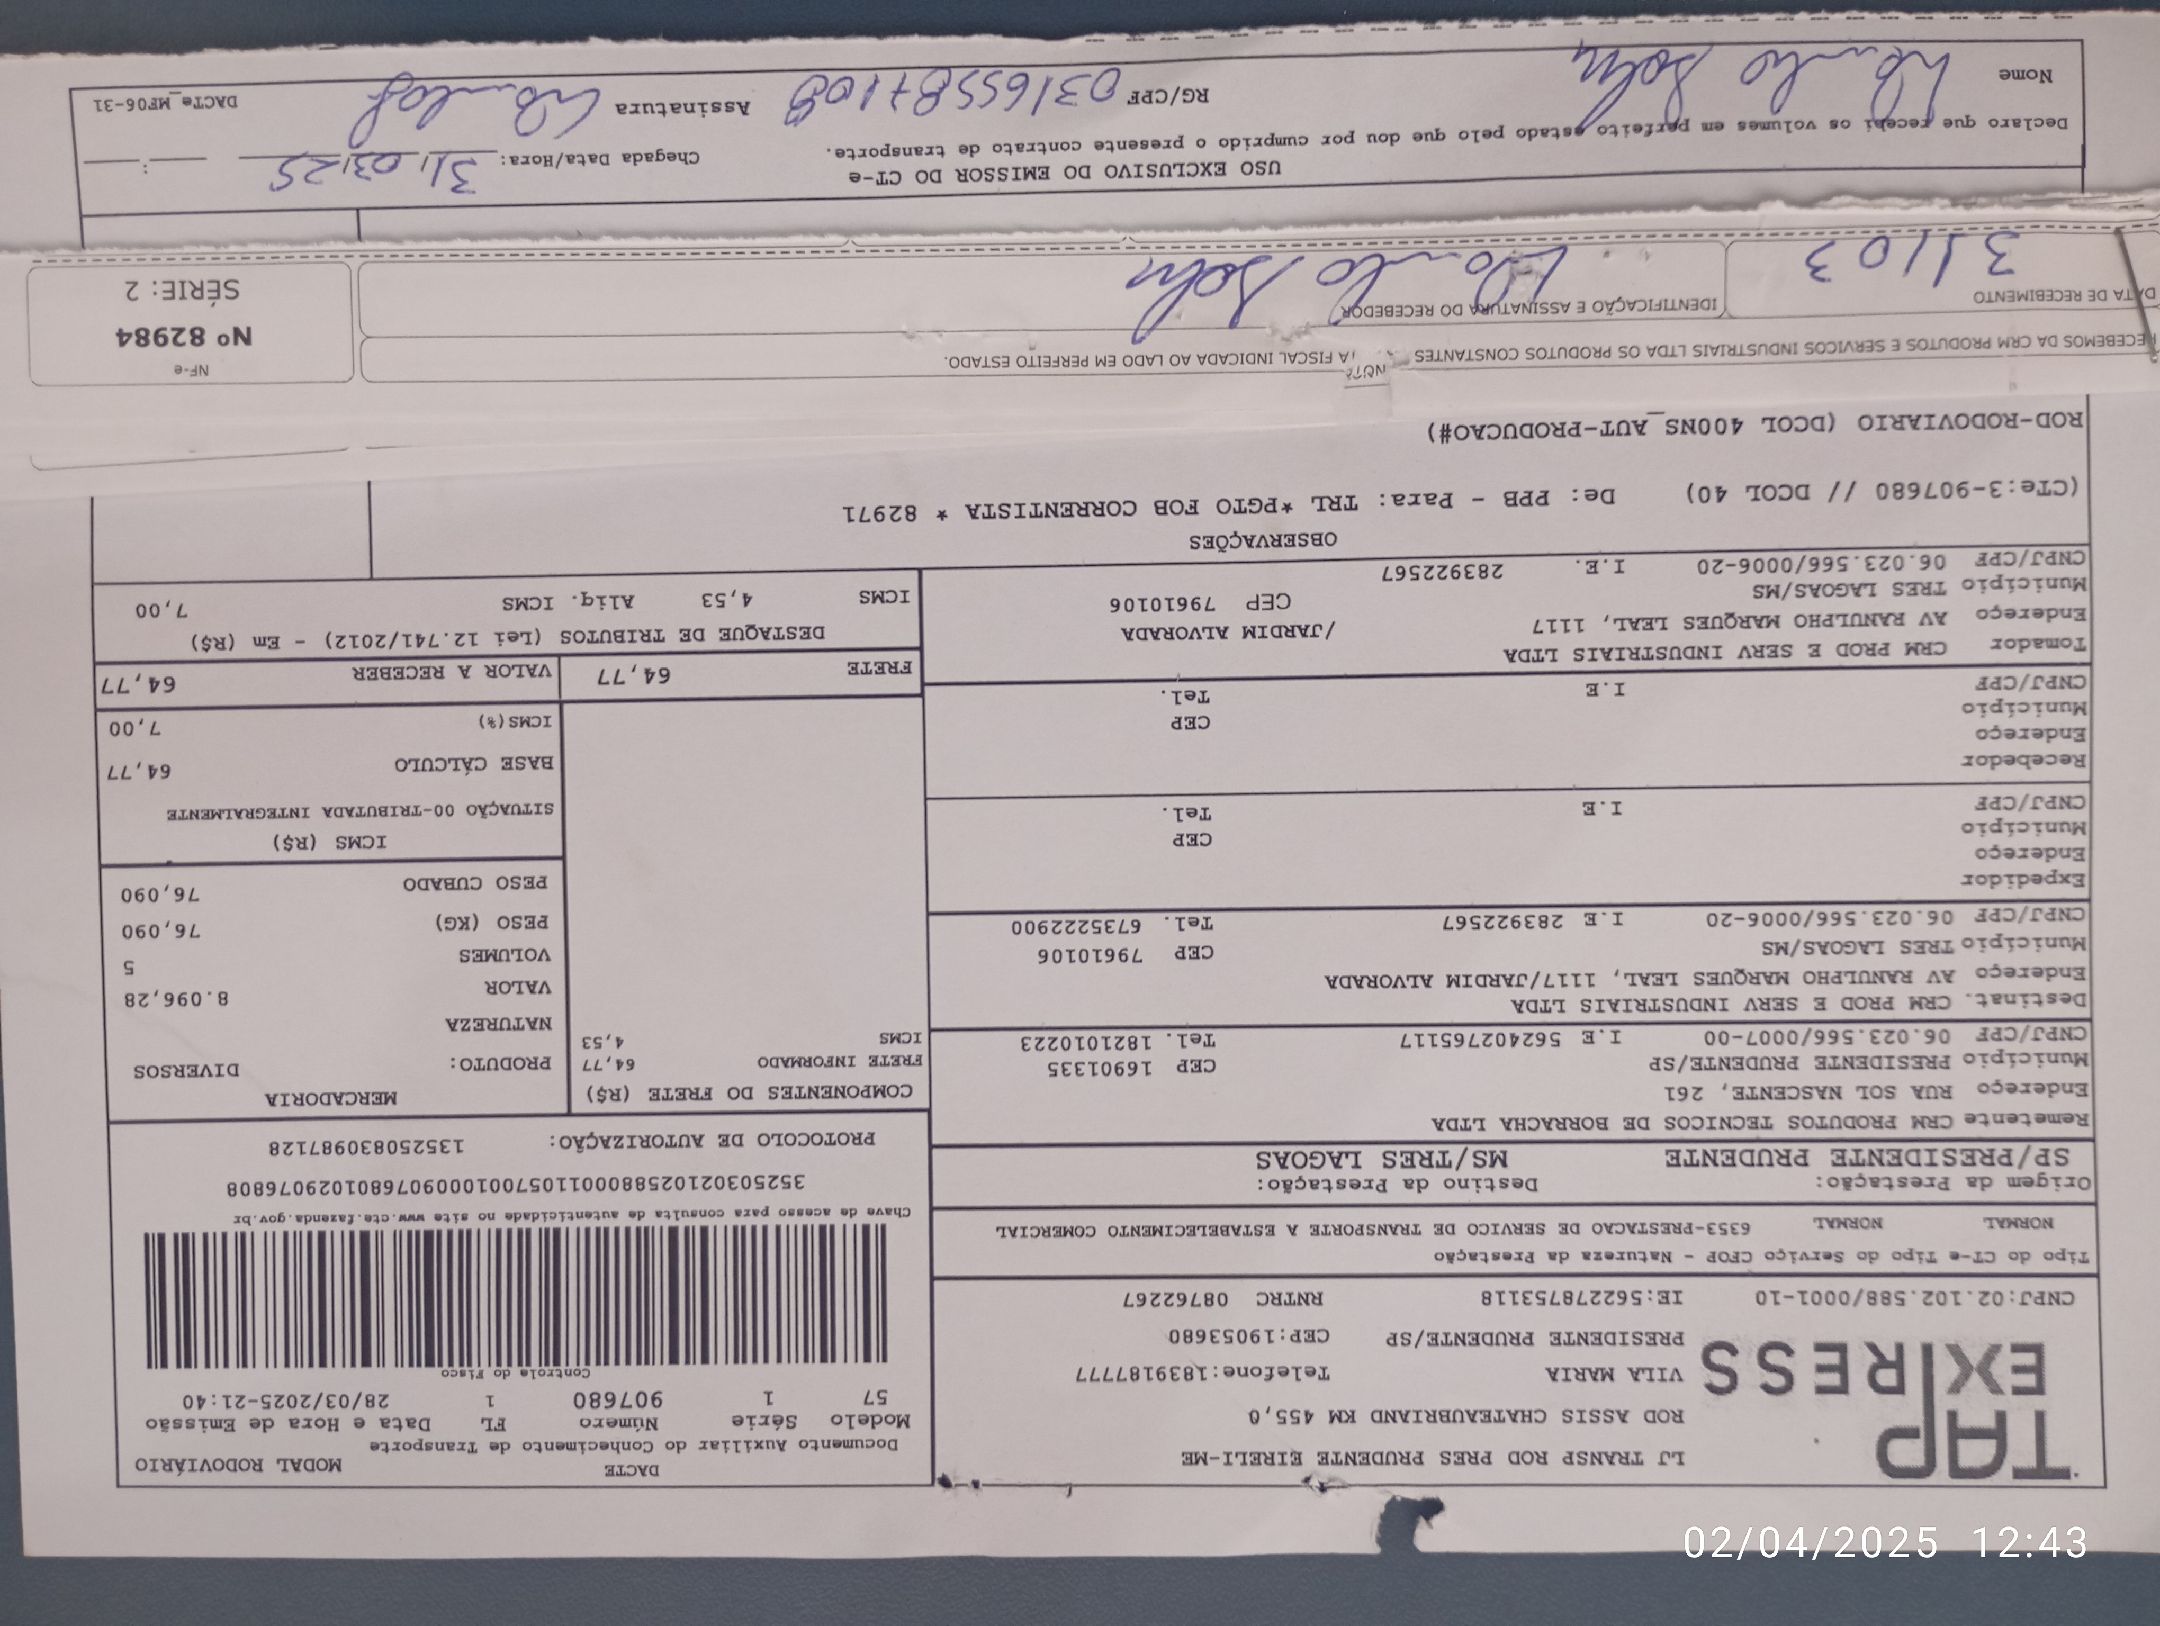 TAP
EXPRESS
LJ TRANSP ROD PRES PRUDENTE EIRELI-ME
ROD ASSIS CHATEAUBRIAND KM 455,0
VILA MARIA Telefone:1839187777
PRESIDENTE PRUDENTE/SP CEP:19053680
CNPJ:02.102.588/0001-10 IE:562278753118 RNTRC 08762267
DACTE MODAL RODOVIÁRIO
Documento Auxiliar do Conhecimento de Transporte
Modelo Série Número FL Data e Hora de Emissão
57 1 907680 1 28/03/2025-21:40
Controle do Fisco
Chave de acesso para consulta de autenticidade no site www.cte.fazenda.gov.br
35250302102588000110570010009076801029076808
PROTOCOLO DE AUTORIZAÇÃO: 135250830987128
Tipo do CT-e Tipo do Serviço CFOP - Natureza da Prestação
NORMAL NORMAL 6353-PRESTACAO DE SERVICO DE TRANSPORTE A ESTABELECIMENTO COMERCIAL
Origem da Prestação: Destino da Prestação:
SP/PRESIDENTE PRUDENTE MS/TRES LAGOAS
Remetente CRM PRODUTOS TECNICOS DE BORRACHA LTDA
Endereço RUA SOL NASCENTE, 261
Município PRESIDENTE PRUDENTE/SP CEP 16901335
CNPJ/CPF 06.023.566/0007-00 I.E 562402765117 Tel. 1821010223
Destinat. CRM PROD E SERV INDUSTRIAIS LTDA
Endereço AV RANULPHO MARQUES LEAL, 1117/JARDIM ALVORADA
Município TRES LAGOAS/MS CEP 79610106
CNPJ/CPF 06.023.566/0006-20 I.E 283922567 Tel. 6735222900
Expedidor
Endereço
Município CEP
CNPJ/CPF I.E Tel.
Recebedor
Endereço
Município CEP
CNPJ/CPF I.E Tel.
Tomador CRM PROD E SERV INDUSTRIAIS LTDA
Endereço AV RANULPHO MARQUES LEAL, 1117 /JARDIM ALVORADA
Município TRES LAGOAS/MS CEP 79610106
CNPJ/CPF 06.023.566/0006-20 I.E. 283922567
COMPONENTES DO FRETE (R$)
FRETE INFORMADO 64,77
ICMS 4,53
MERCADORIA
PRODUTO: DIVERSOS
NATUREZA
VALOR 8.096,28
VOLUMES 5
PESO (KG) 76,090
PESO CUBADO 76,090
ICMS (R$)
SITUAÇÃO 00-TRIBUTADA INTEGRALMENTE
BASE CÁLCULO 64,77
ICMS(%) 7,00
FRETE 64,77 VALOR A RECEBER 64,77
DESTAQUE DE TRIBUTOS (Lei 12.741/2012) - Em (R$)
ICMS 4,53 Aliq. ICMS 7,00
OBSERVAÇÕES
(CTe:3-907680 // DCOL 40) De: PPB - Para: TRL *PGTO FOB CORRENTISTA * 82971
ROD-RODOVIARIO (DCOL 400NS_AUT-PRODUCAO#)
RECEBEMOS DA CRM PRODUTOS E SERVICOS INDUSTRIAIS LTDA OS PRODUTOS CONSTANTES NOTA FISCAL INDICADA AO LADO EM PERFEITO ESTADO.
DATA DE RECEBIMENTO IDENTIFICAÇÃO E ASSINATURA DO RECEBEDOR
31/03
NF-e
Nº 82984
SÉRIE: 2
USO EXCLUSIVO DO EMISSOR DO CT-e
Declaro que recebi os volumes em perfeito estado pelo que dou por cumprido o presente contrato de transporte.
Chegada Data/Hora: 31/03/25 :
Nome RG/CPF 03165587108 Assinatura DACTe_MF06-31
02/04/2025 12:43